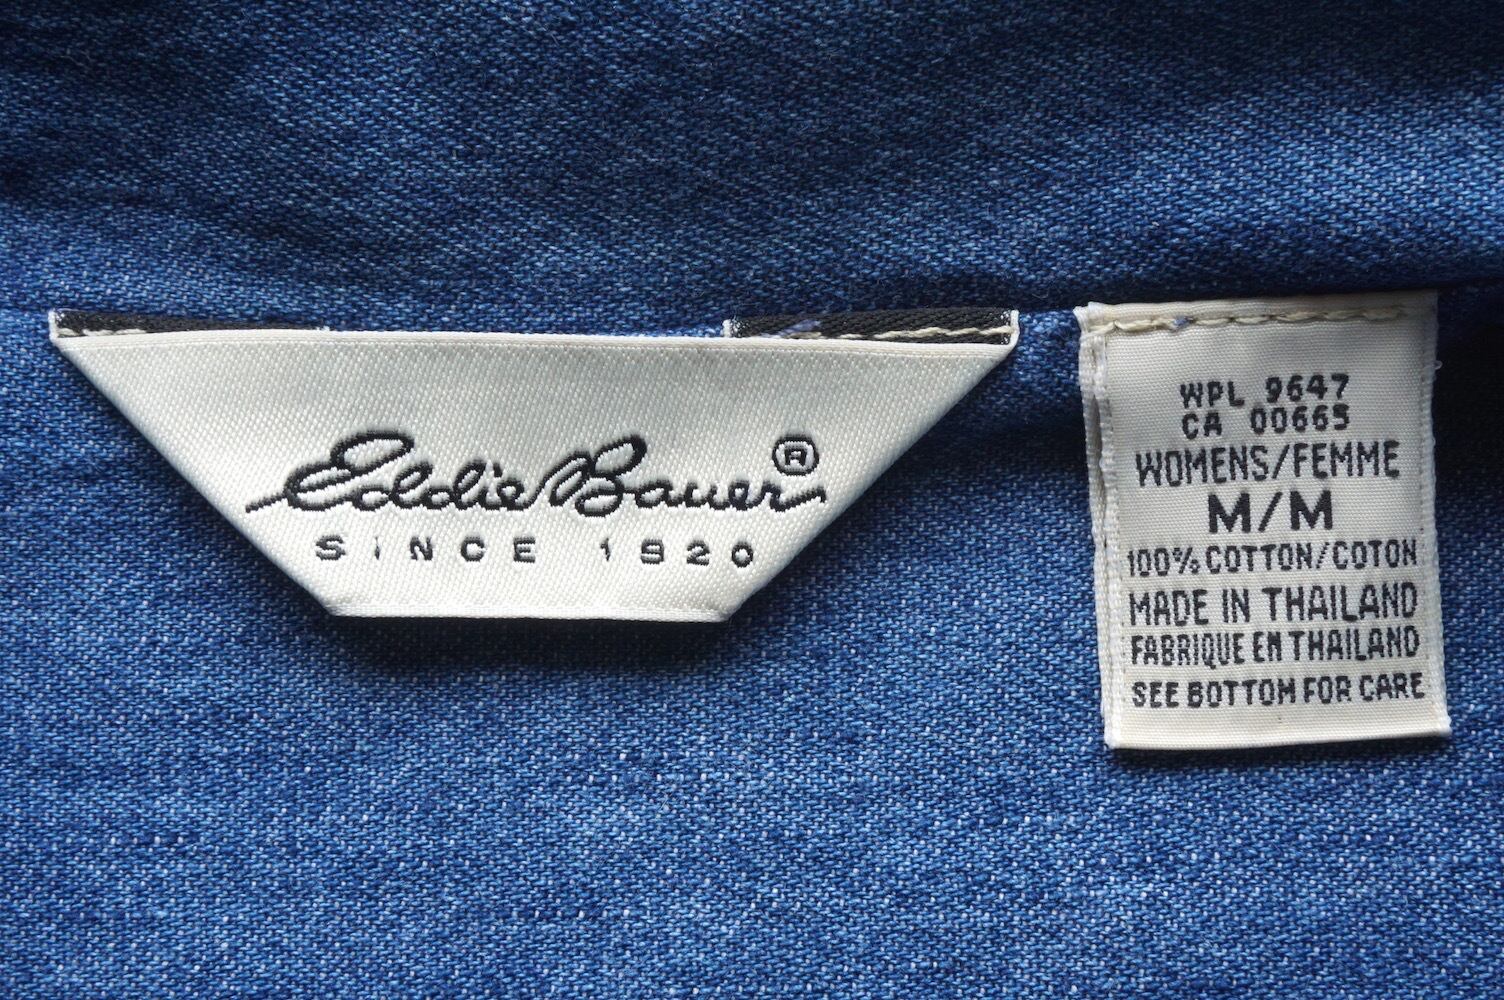 Eddie Bauer®
SINCE 1920
WPL 9647
CA 00669
WOMENS/FEMME
M/M
100% COTTON/COTON
MADE IN THAILAND
FABRIQUE EN THAILAND
SEE BOTTOM FOR CARE